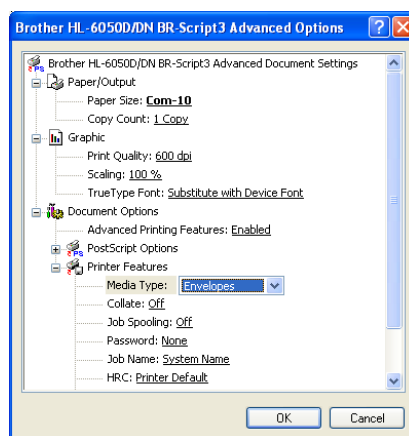 Brother HL-6050D/DN BR-Script3 Advanced Options
Brother HL-6050D/DN BR-Script3 Advanced Document Settings
Paper/Output
Paper Size: Com-10
Copy Count: 1 Copy
Graphic
Print Quality: 600 dpi
Scaling: 100 %
TrueType Font: Substitute with Device Font
Document Options
Advanced Printing Features: Enabled
PostScript Options
Printer Features
Media Type: Envelopes
Collate: Off
Job Spooling: Off
Password: None
Job Name: System Name
HRC: Printer Default
OK Cancel